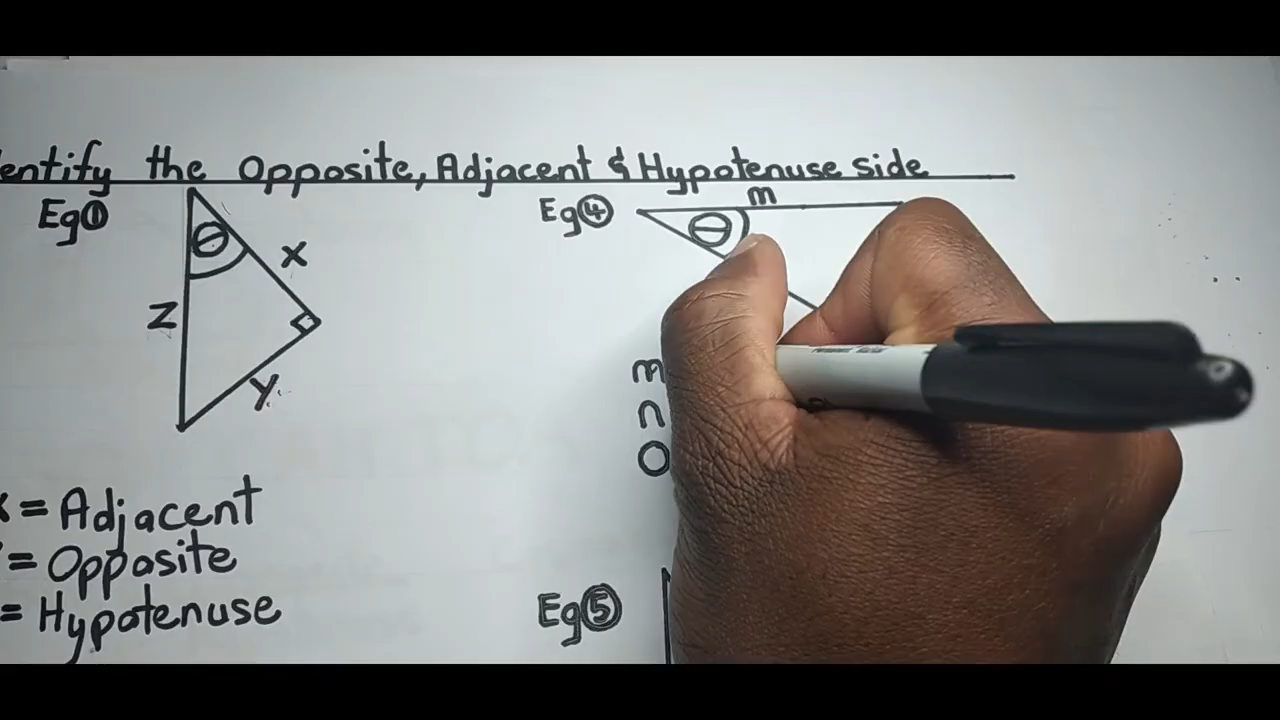 entify the Opposite, Adjacent & Hypotenuse side
Eg①
θ
x
z
y
x = Adjacent
= Opposite
= Hypotenuse
Eg④
m
θ
m
n
o
Eg⑤